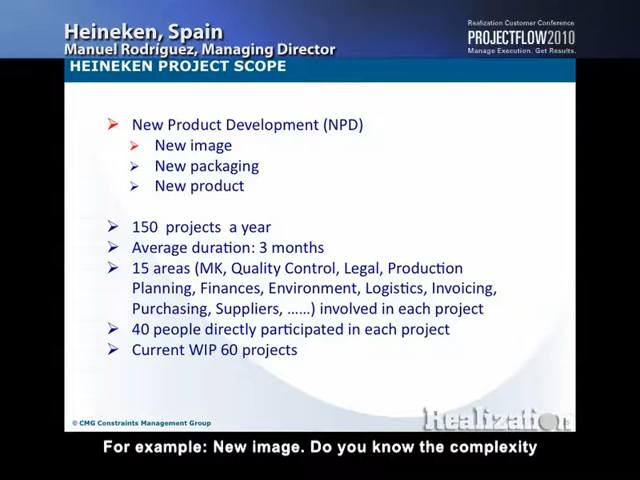 Heineken, Spain
Manuel Rodríguez, Managing Director
Realization Customer Conference
PROJECTFLOW2010
Manage Execution. Get Results.
HEINEKEN PROJECT SCOPE
New Product Development (NPD)
New image
New packaging
New product
150 projects a year
Average duration: 3 months
15 areas (MK, Quality Control, Legal, Production
Planning, Finances, Environment, Logistics, Invoicing,
Purchasing, Suppliers, ......) involved in each project
40 people directly participated in each project
Current WIP 60 projects
© CMG Constraints Management Group
Realization
For example: New image. Do you know the complexity